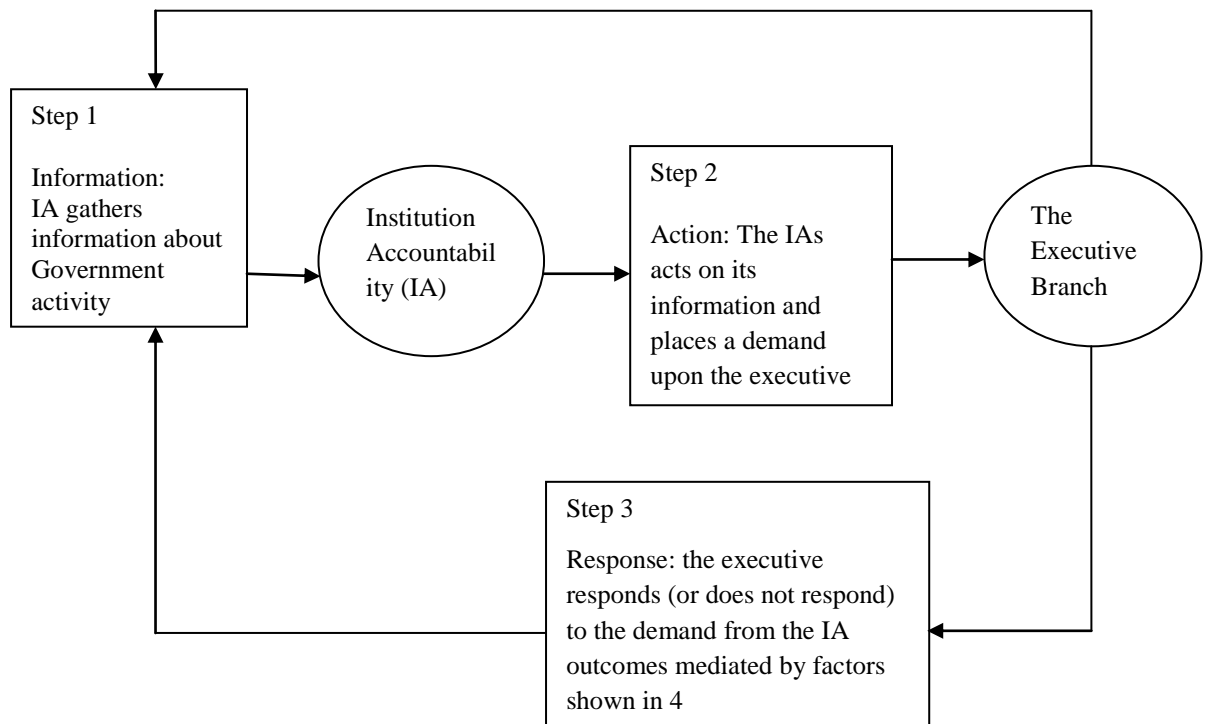 Step 1
Information:
IA gathers
information about
Government
activity
Institution
Accountabil
ity (IA)
Step 2
Action: The IAs
acts on its
information and
places a demand
upon the executive
The
Executive
Branch
Step 3
Response: the executive
responds (or does not respond)
to the demand from the IA
outcomes mediated by factors
shown in 4